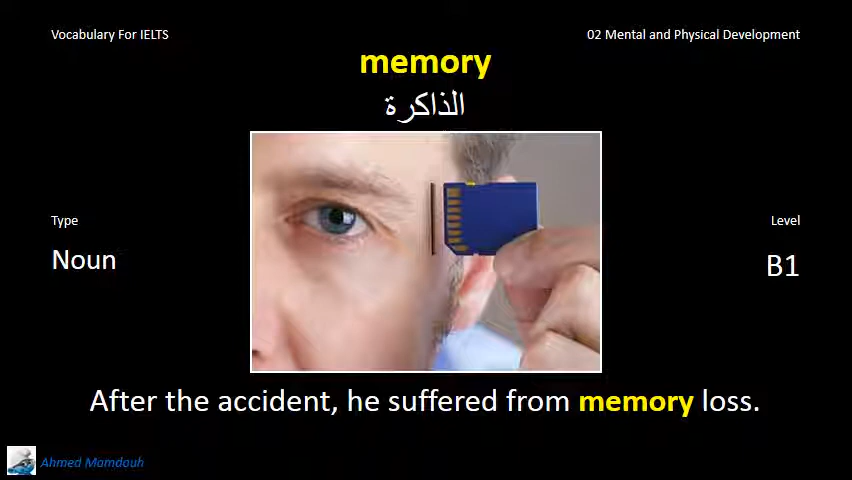 Vocabulary For IELTS
02 Mental and Physical Development
memory
الذاكرة
Type
Noun
Level
B1
After the accident, he suffered from memory loss.
Ahmed Mamdouh